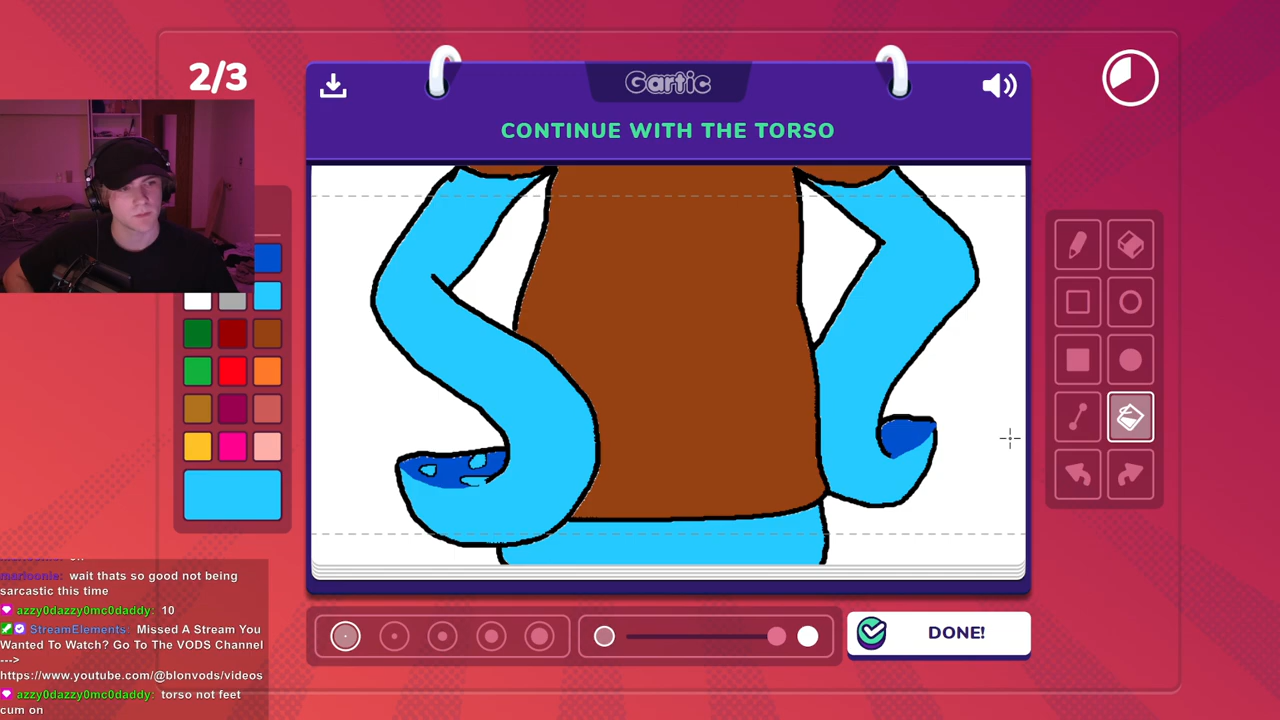 2/3
Gartic
CONTINUE WITH THE TORSO
marloonie: wait thats so good not being
sarcastic this time
azzy0dazzy0mc0daddy: 10
StreamElements: Missed A Stream You
Wanted To Watch? Go To The VODS Channel
--->
https://www.youtube.com/@blonvods/videos
azzy0dazzy0mc0daddy: torso not feet
cum on
DONE!